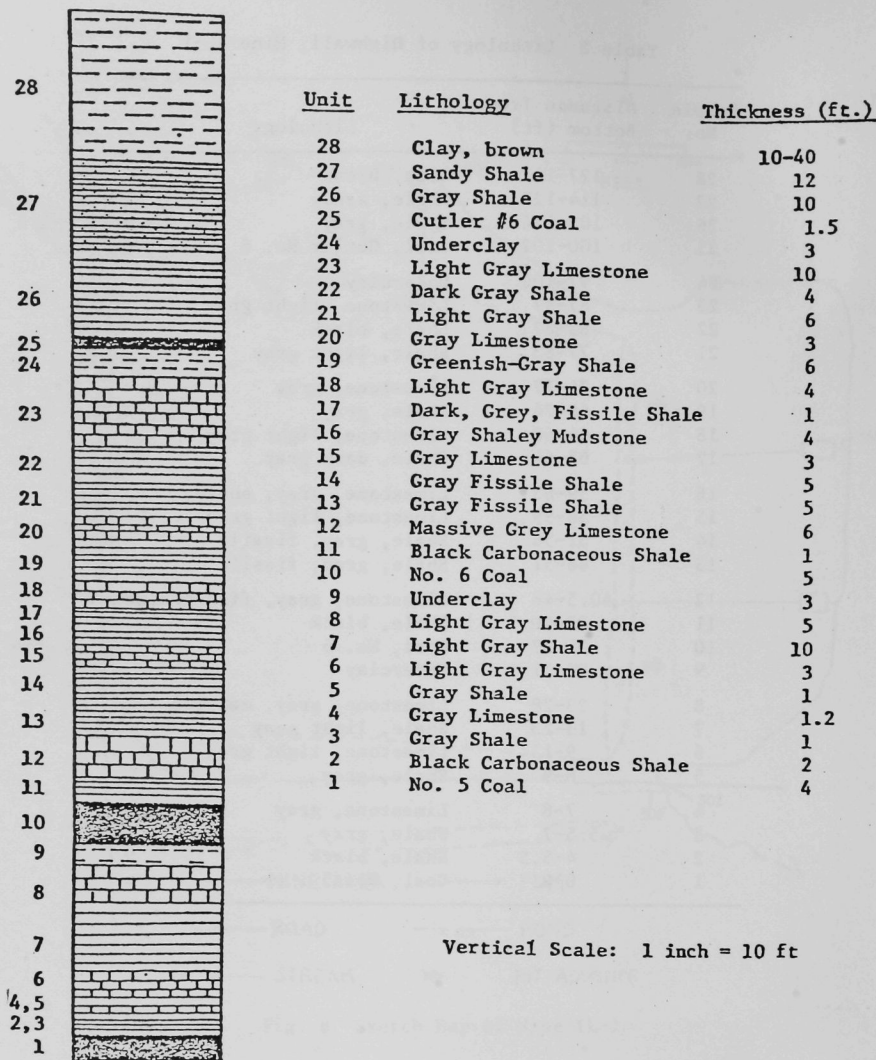 Unit Lithology Thickness (ft.)
28 Clay, brown 10-40
27 Sandy Shale 12
26 Gray Shale 10
25 Cutler #6 Coal 1.5
24 Underclay 3
23 Light Gray Limestone 10
22 Dark Gray Shale 4
21 Light Gray Shale 6
20 Gray Limestone 3
19 Greenish-Gray Shale 6
18 Light Gray Limestone 4
17 Dark, Grey, Fissile Shale 1
16 Gray Shaley Mudstone 4
15 Gray Limestone 3
14 Gray Fissile Shale 5
13 Gray Fissile Shale 5
12 Massive Grey Limestone 6
11 Black Carbonaceous Shale 1
10 No. 6 Coal 5
9 Underclay 3
8 Light Gray Limestone 5
7 Light Gray Shale 10
6 Light Gray Limestone 3
5 Gray Shale 1
4 Gray Limestone 1.2
3 Gray Shale 1
2 Black Carbonaceous Shale 2
1 No. 5 Coal 4
Vertical Scale: 1 inch = 10 ft
28
27
26
25
24
23
22
21
20
19
18
17
16
15
14
13
12
11
10
9
8
7
6
4,5
2,3
1